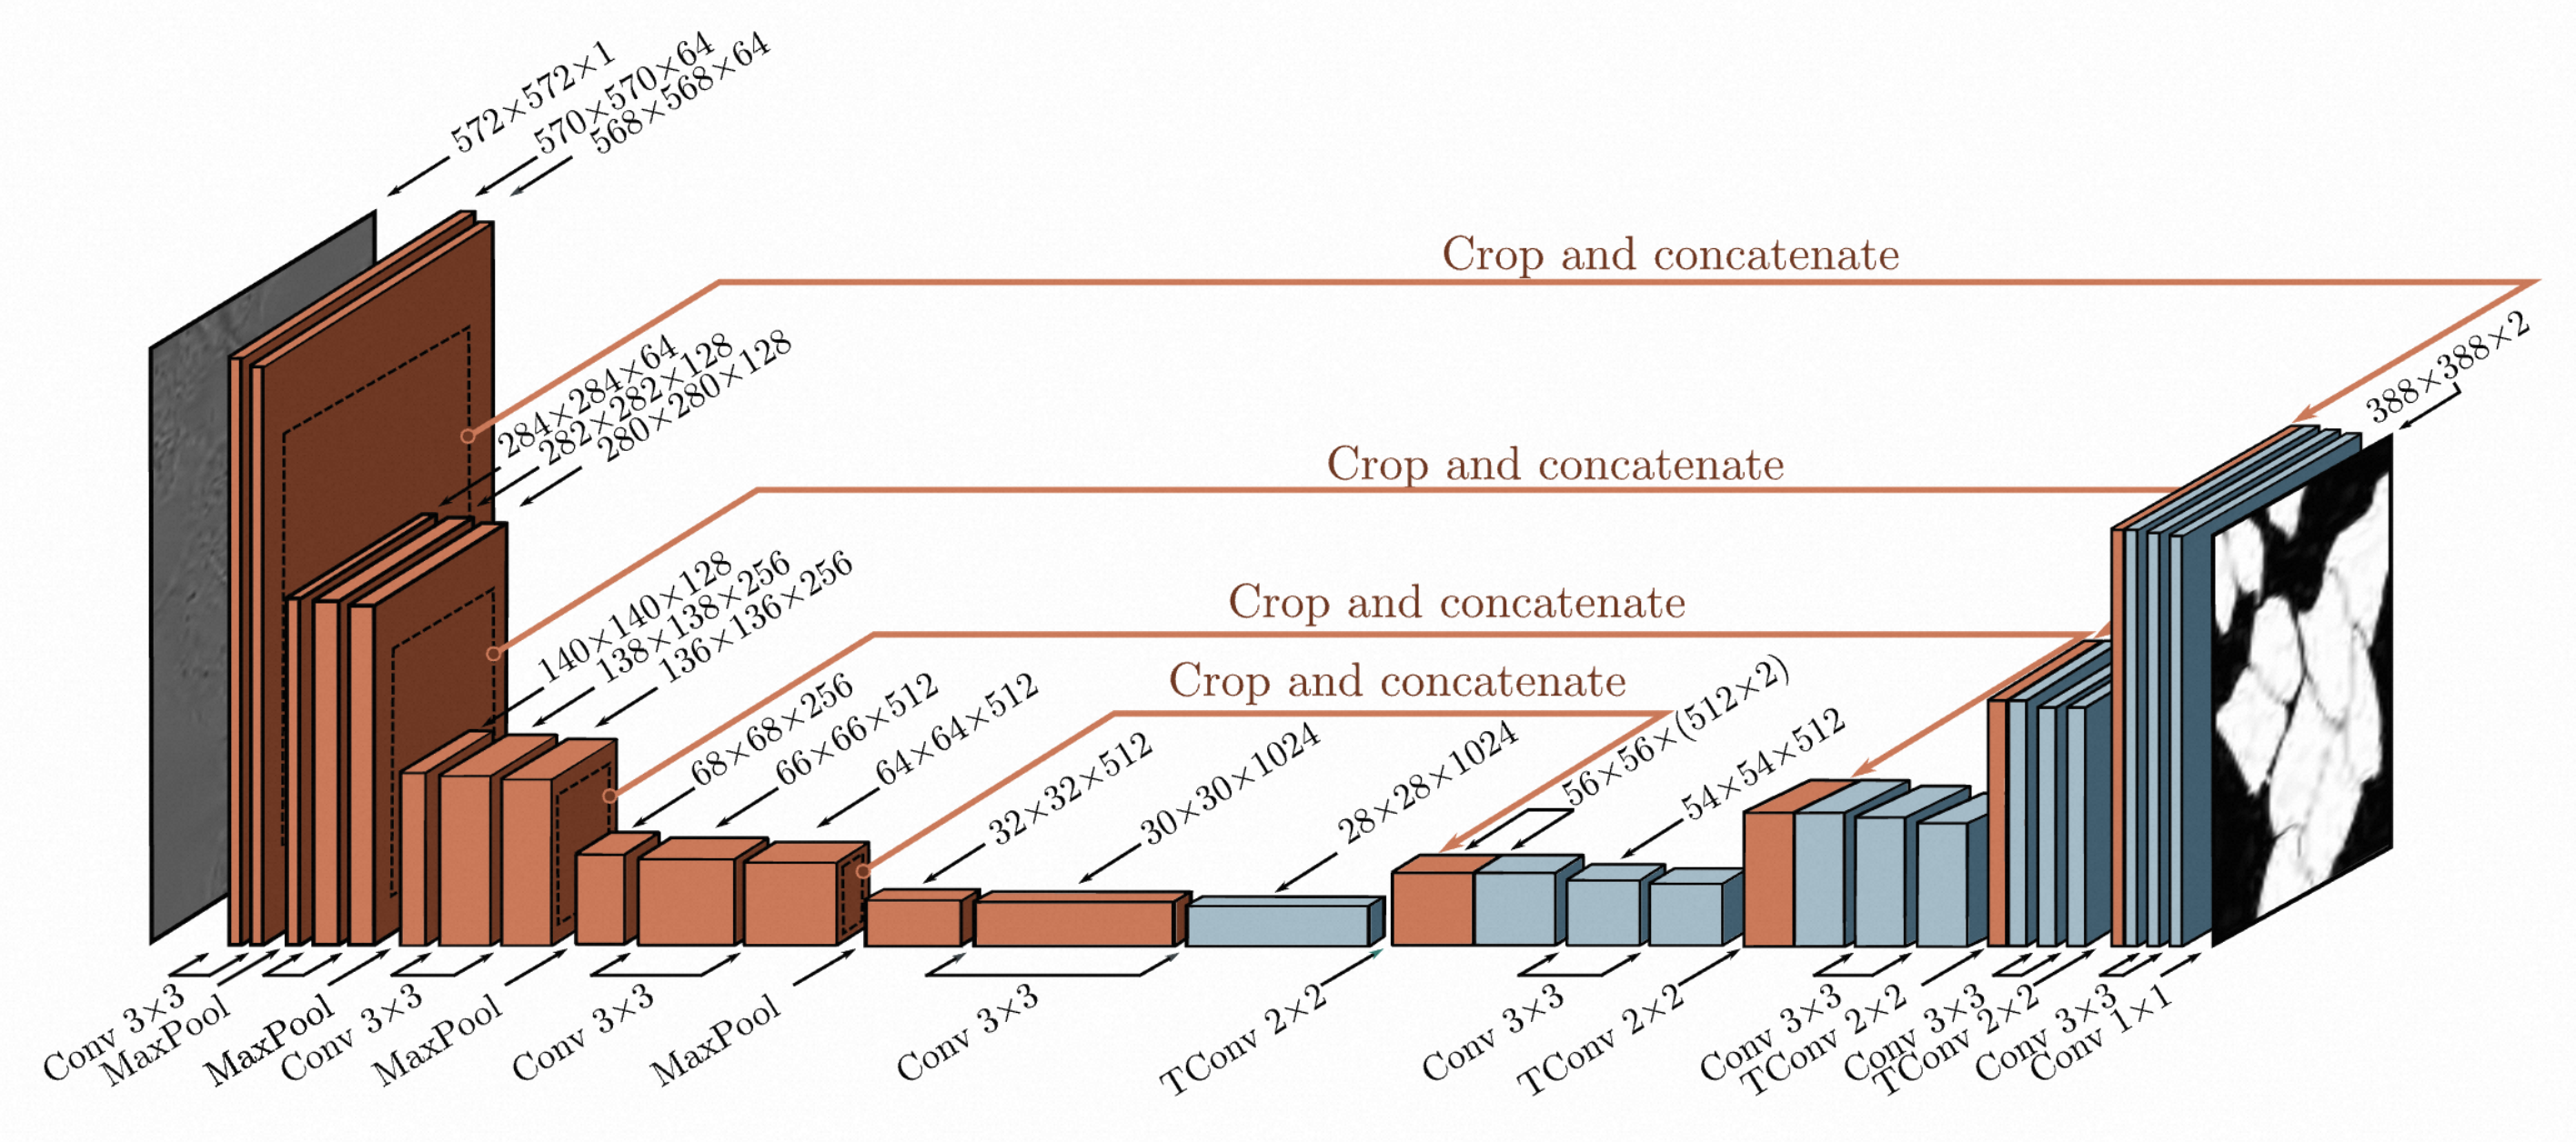 572×572×1
570×570×64
568×568×64
Crop and concatenate
284×284×64
282×282×128
280×280×128
388×388×2
Crop and concatenate
140×140×128
138×138×256
136×136×256
Crop and concatenate
68×68×256
66×66×512
64×64×512
Crop and concatenate
32×32×512
30×30×1024
28×28×1024
56×56×(512×2)
54×54×512
Conv 3×3
MaxPool
MaxPool
Conv 3×3
MaxPool
Conv 3×3
MaxPool
Conv 3×3
TConv 2×2
Conv 3×3
TConv 2×2
Conv 3×3
TConv 2×2
Conv 3×3
TConv 2×2
Conv 3×3
Conv 1×1